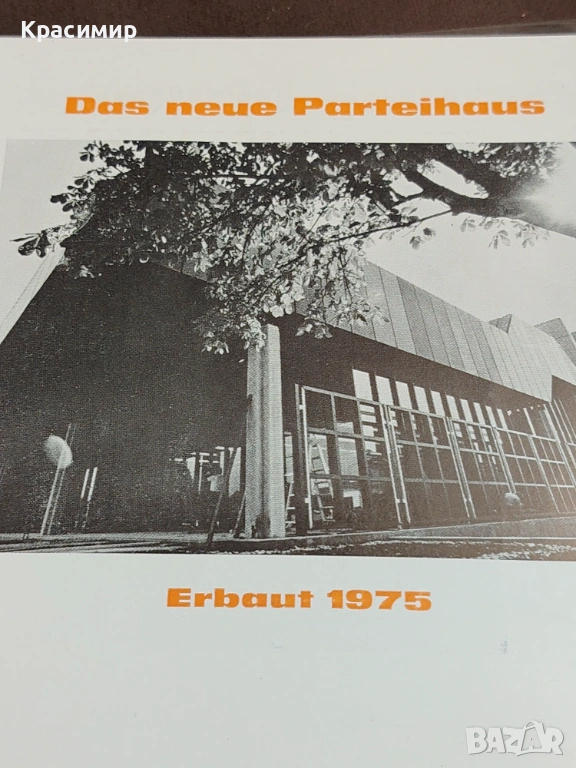 Красимир
Das neue Parteihaus
Erbaut 1975
BAZAR